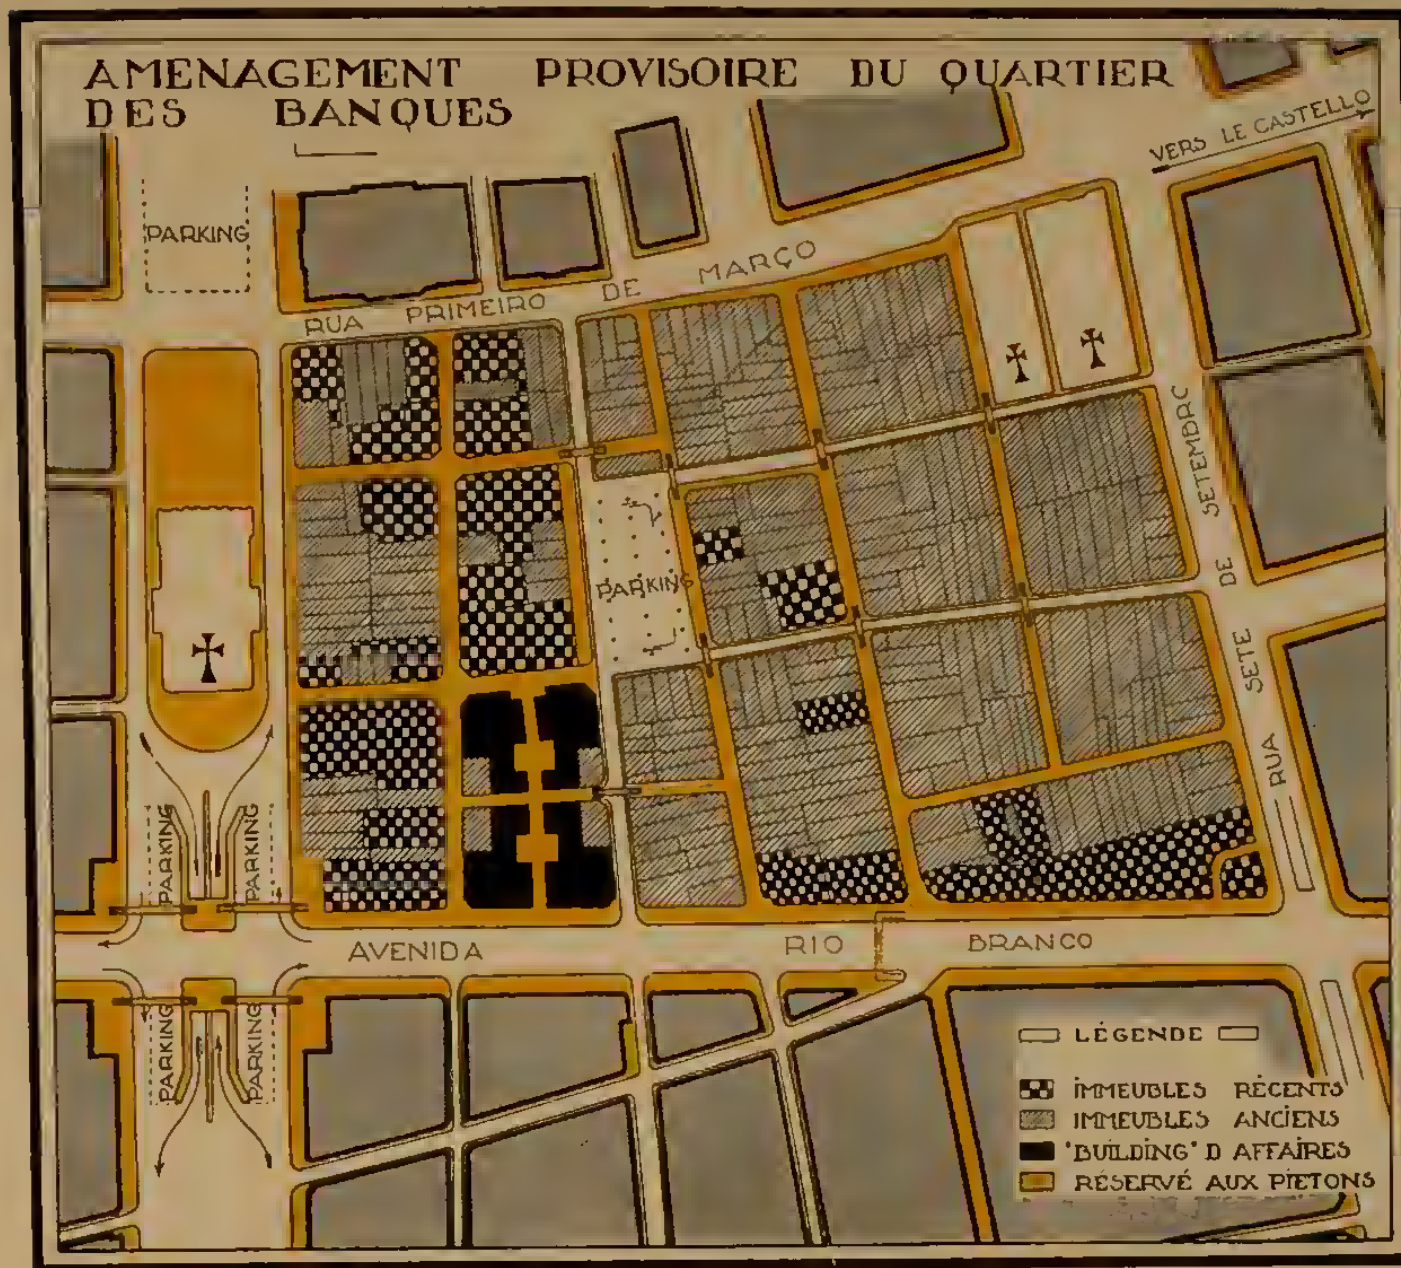 AMENAGEMENT PROVISOIRE DU QUARTIER
DES BANQUES
VERS LE CASTELLO
PARKING
RUA PRIMEIRO DE MARÇO
PARKING
RUA SETE DE SETEMBRO
PARKING
PARKING
AVENIDA RIO BRANCO
PARKING
PARKING
LÉGENDE
IMMEUBLES RÉCENTS
IMMEUBLES ANCIENS
'BUILDING' D AFFAIRES
RÉSERVÉ AUX PIETONS